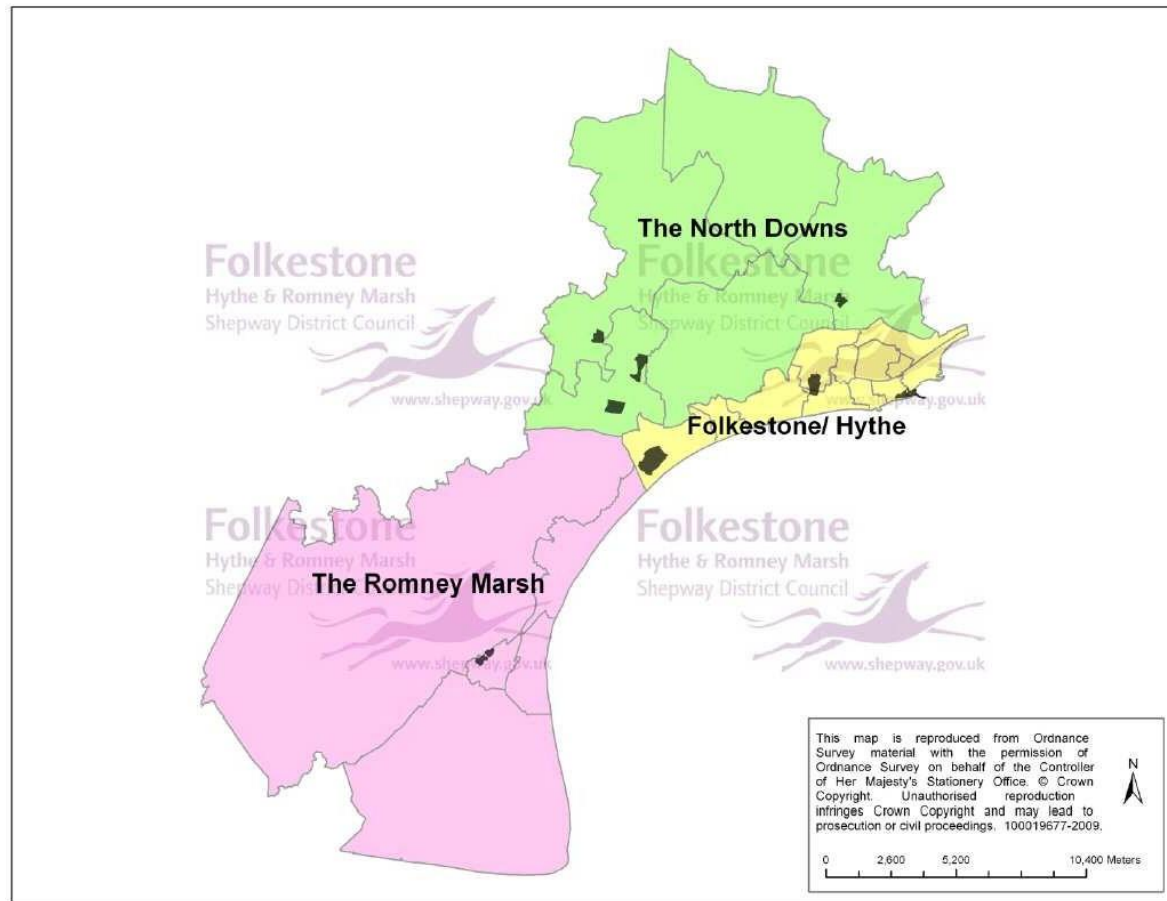 The North Downs
Folkestone
Hythe & Romney Marsh
Shepway District Council
www.shepway.gov.uk
Folkestone
Hythe & Romney Marsh
Shepway District Council
www.shepway.gov.uk
Folkestone/ Hythe
Folkestone
Hythe & Romney Marsh
Shepway District Council
www.shepway.gov.uk
The Romney Marsh
Folkestone
Hythe & Romney Marsh
Shepway District Council
www.shepway.gov.uk
This map is reproduced from Ordnance
Survey material with the permission of
Ordnance Survey on behalf of the Controller
of Her Majesty's Stationery Office. © Crown
Copyright. Unauthorised reproduction
infringes Crown Copyright and may lead to
prosecution or civil proceedings. 100019677-2009.
N
0 2,600 5,200 10,400 Meters